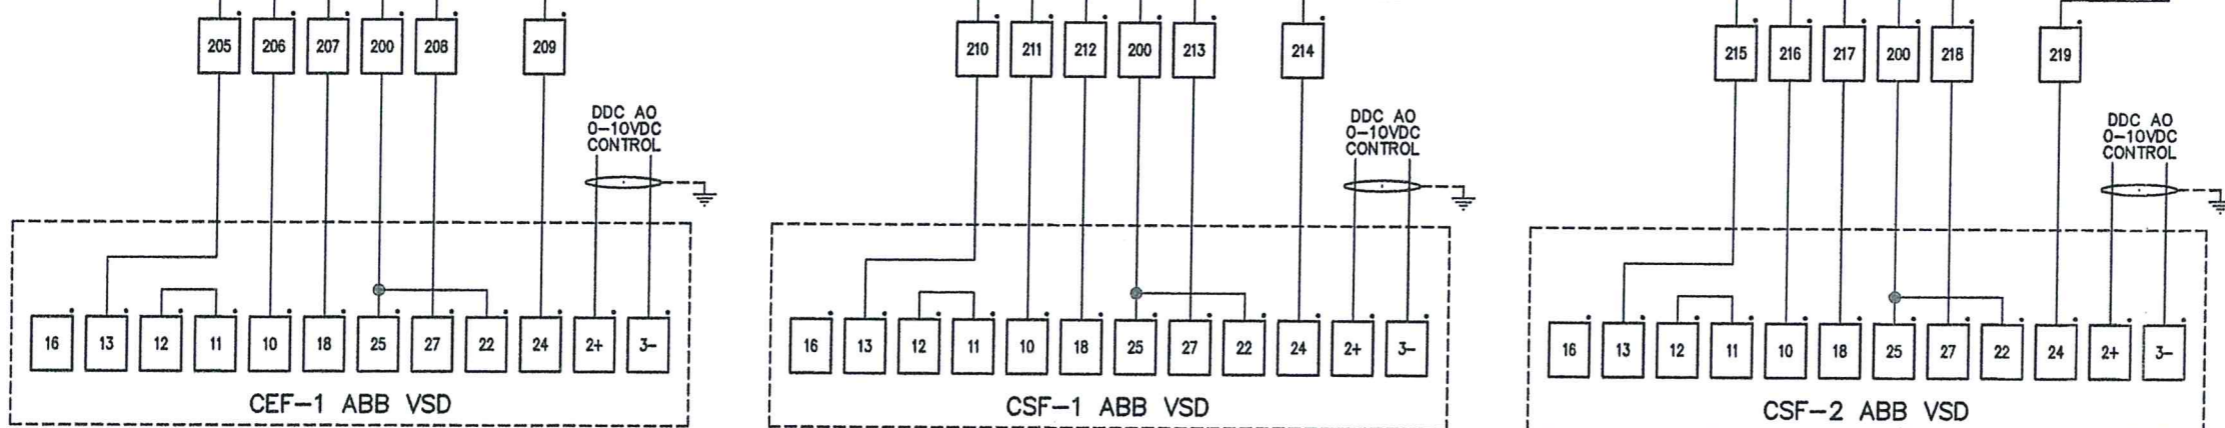 205 206 207 200 208 209
210 211 212 200 213 214
215 216 217 200 218 219
DDC AO
0-10VDC
CONTROL
DDC AO
0-10VDC
CONTROL
DDC AO
0-10VDC
CONTROL
16 13 12 11 10 18 25 27 22 24 2+ 3-
CEF-1 ABB VSD
16 13 12 11 10 18 25 27 22 24 2+ 3-
CSF-1 ABB VSD
16 13 12 11 10 18 25 27 22 24 2+ 3-
CSF-2 ABB VSD